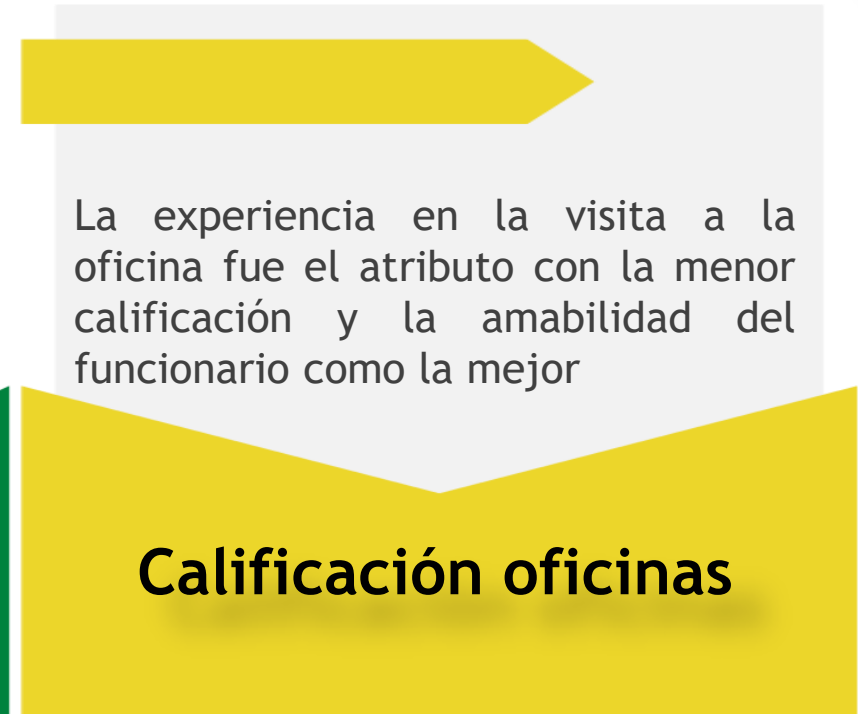 La experiencia en la visita a la
oficina fue el atributo con la menor
calificación y la amabilidad del
funcionario como la mejor
Calificación oficinas